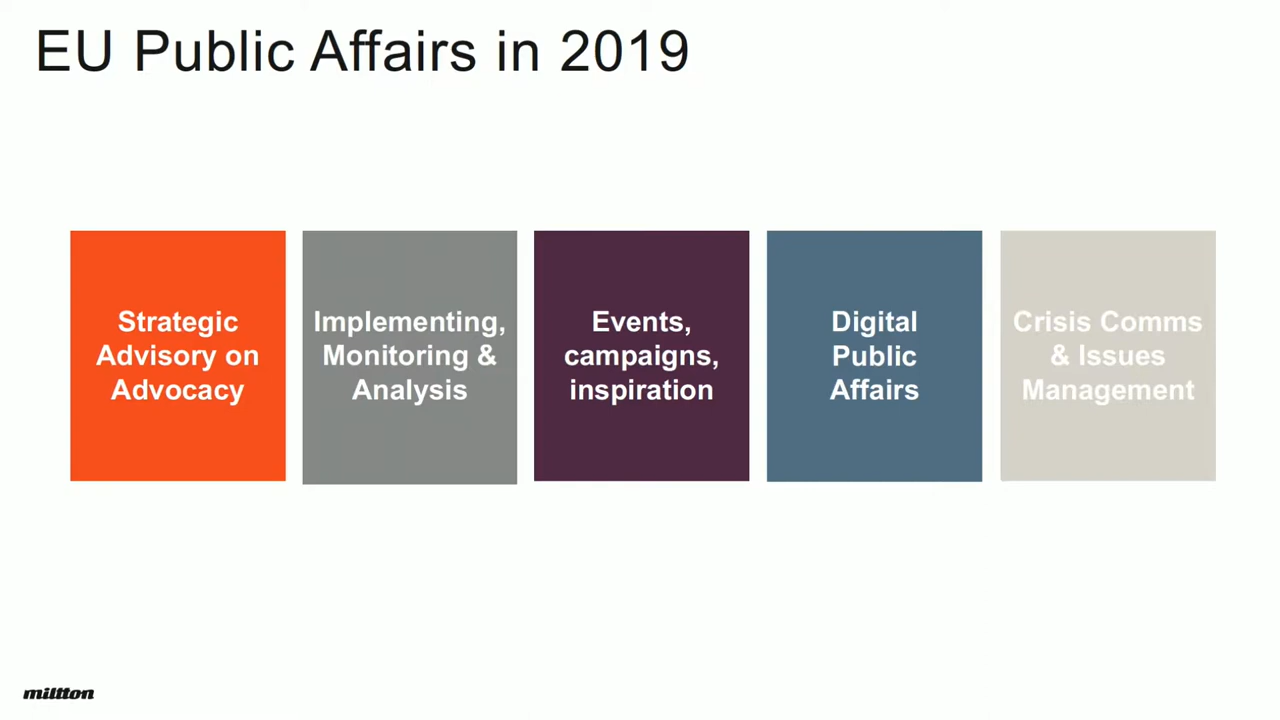 EU Public Affairs in 2019
Strategic
Advisory on
Advocacy
Implementing,
Monitoring &
Analysis
Events,
campaigns,
inspiration
Digital
Public
Affairs
Crisis Comms
& Issues
Management
miltton